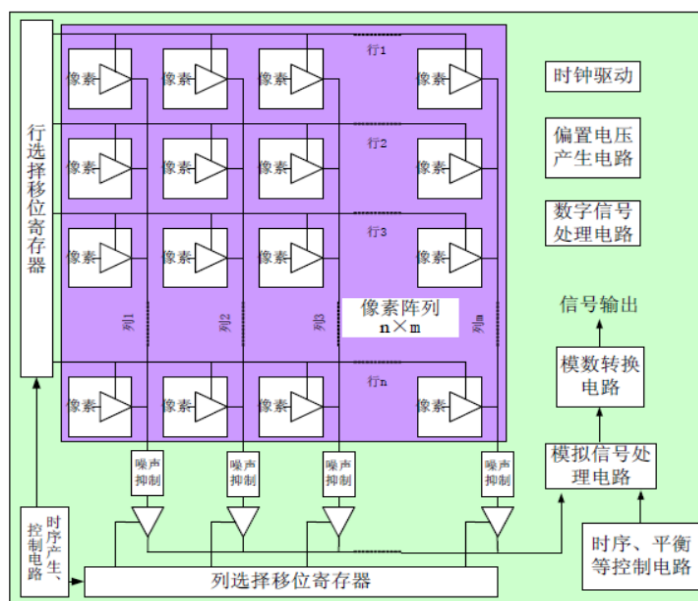 行选择移位寄存器
像素
像素
像素
行1
像素
像素
像素
像素
行2
像素
像素
像素
像素
行3
像素
列1
列2
列3
像素阵列
n×m
列m
像素
像素
像素
行n
像素
噪声
抑制
噪声
抑制
噪声
抑制
噪声
抑制
时序产生、
控制电路
列选择移位寄存器
时钟驱动
偏置电压
产生电路
数字信号
处理电路
信号输出
模数转换
电路
模拟信号处
理电路
时序、平衡
等控制电路